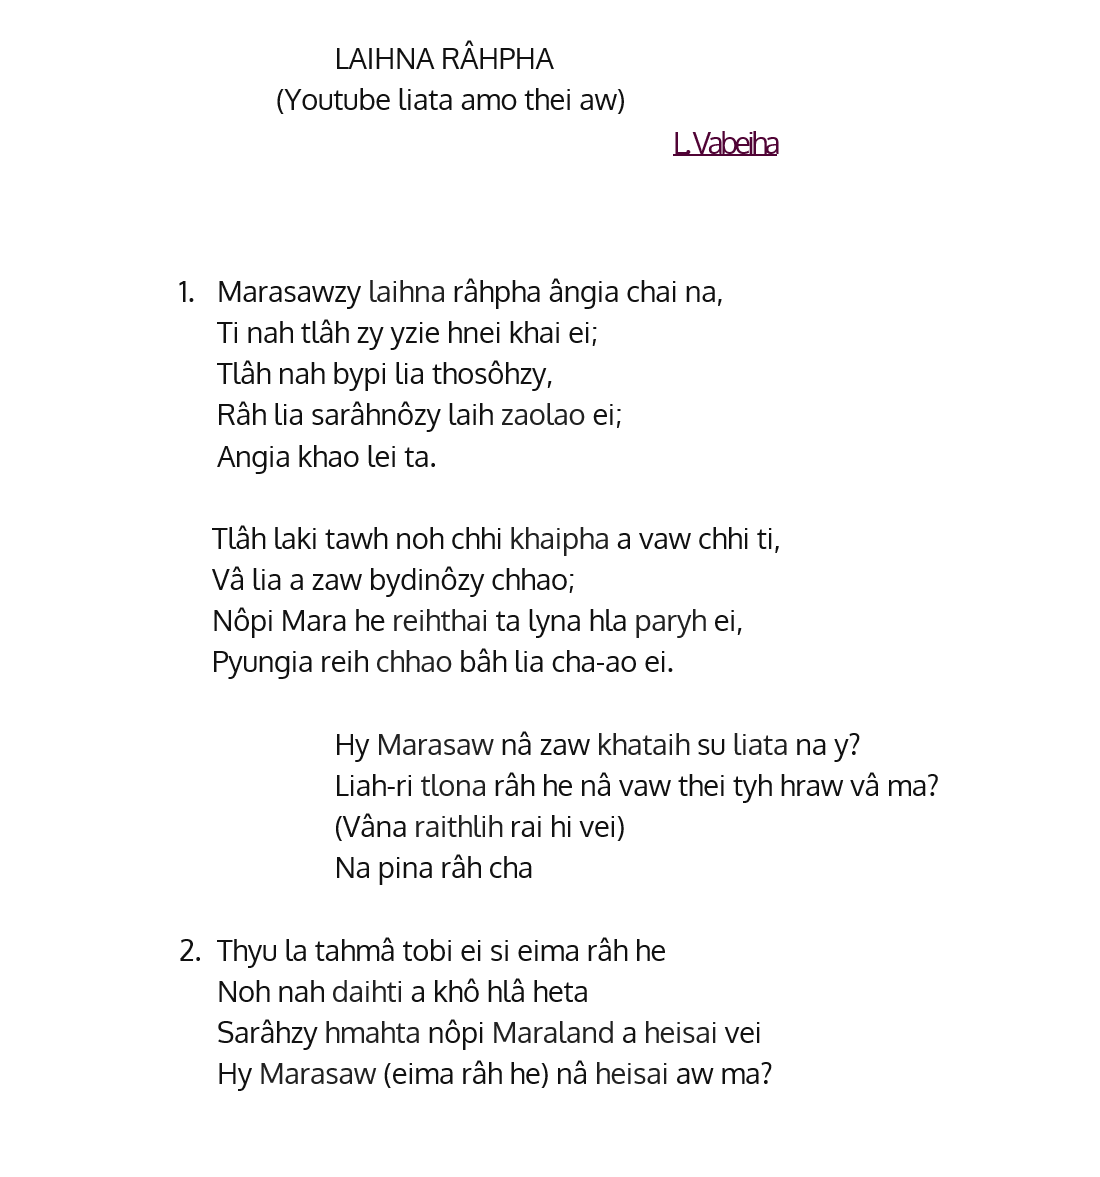 LAIHNA RÂHPHA
(Youtube liata amo thei aw)
L. Vabeiha
1. Marasawzy laihna râhpha ângia chai na,
Ti nah tlâh zy yzie hnei khai ei;
Tlâh nah bypi lia thosôhzy,
Râh lia sarâhnôzy laih zaolao ei;
Angia khao lei ta.
Tlâh laki tawh noh chhi khaipha a vaw chhi ti,
Vâ lia a zaw bydinôzy chhao;
Nôpi Mara he reihthai ta lyna hla paryh ei,
Pyungia reih chhao bâh lia cha-ao ei.
Hy Marasaw nâ zaw khataih su liata na y?
Liah-ri tlona râh he nâ vaw thei tyh hraw vâ ma?
(Vâna raithlih rai hi vei)
Na pina râh cha
2. Thyu la tahmâ tobi ei si eima râh he
Noh nah daihti a khô hlâ heta
Sarâhzy hmahta nôpi Maraland a heisai vei
Hy Marasaw (eima râh he) nâ heisai aw ma?